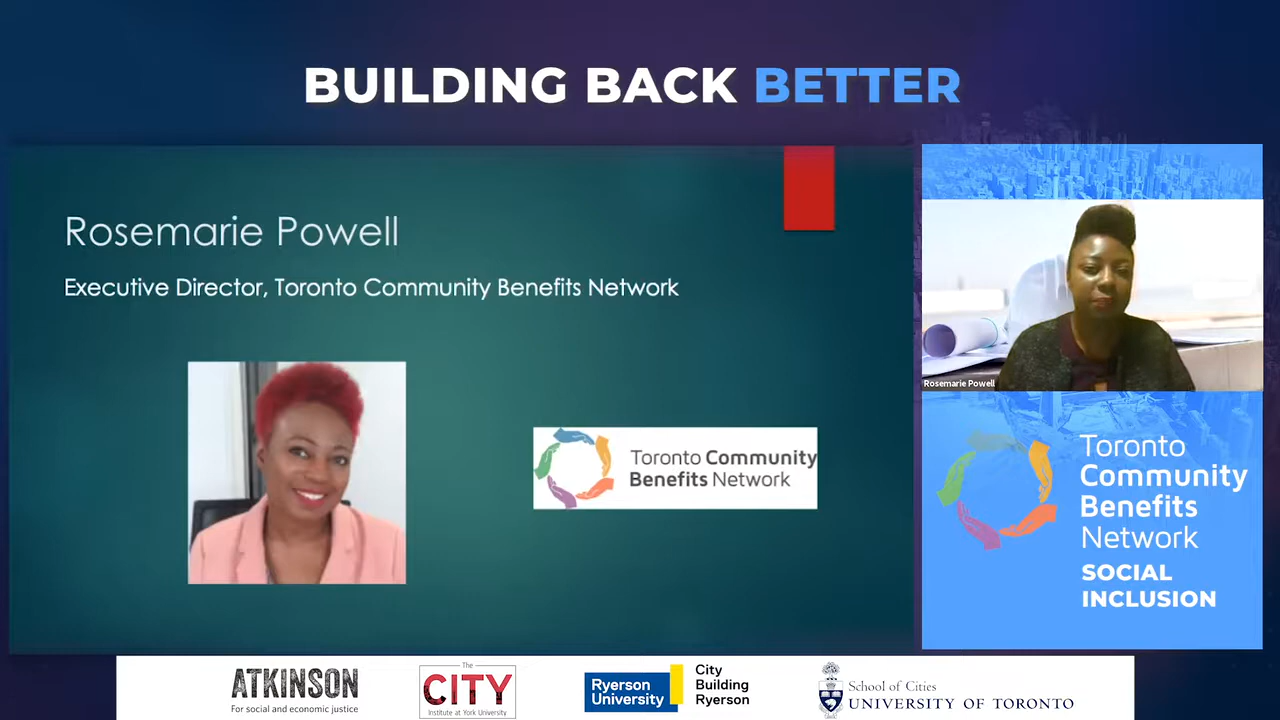 BUILDING BACK BETTER
Rosemarie Powell
Executive Director, Toronto Community Benefits Network
Toronto Community
Benefits Network
Rosemarie Powell
Toronto
Community
Benefits
Network
SOCIAL
INCLUSION
ATKINSON
For social and economic justice
The
CITY
Institute at York University
Ryerson
University
City
Building
Ryerson
School of Cities
UNIVERSITY OF TORONTO